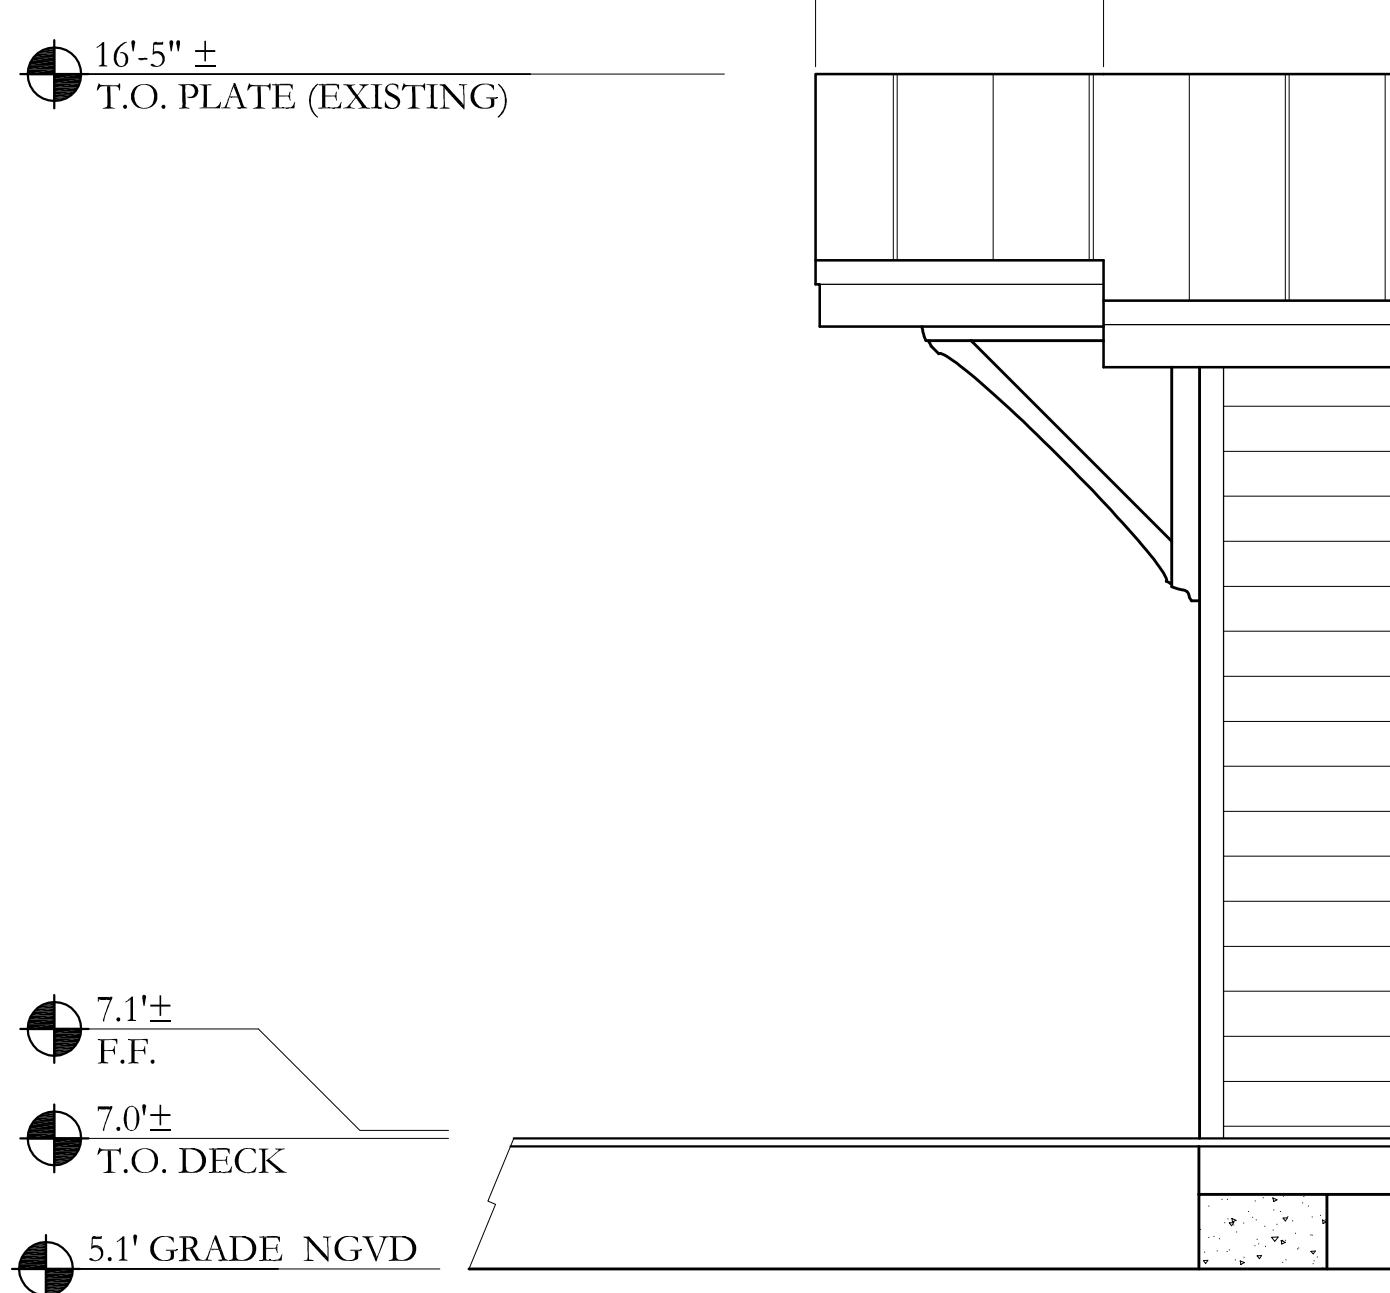 16'-5" ±
T.O. PLATE (EXISTING)
7.1'±
F.F.
7.0'±
T.O. DECK
5.1' GRADE NGVD